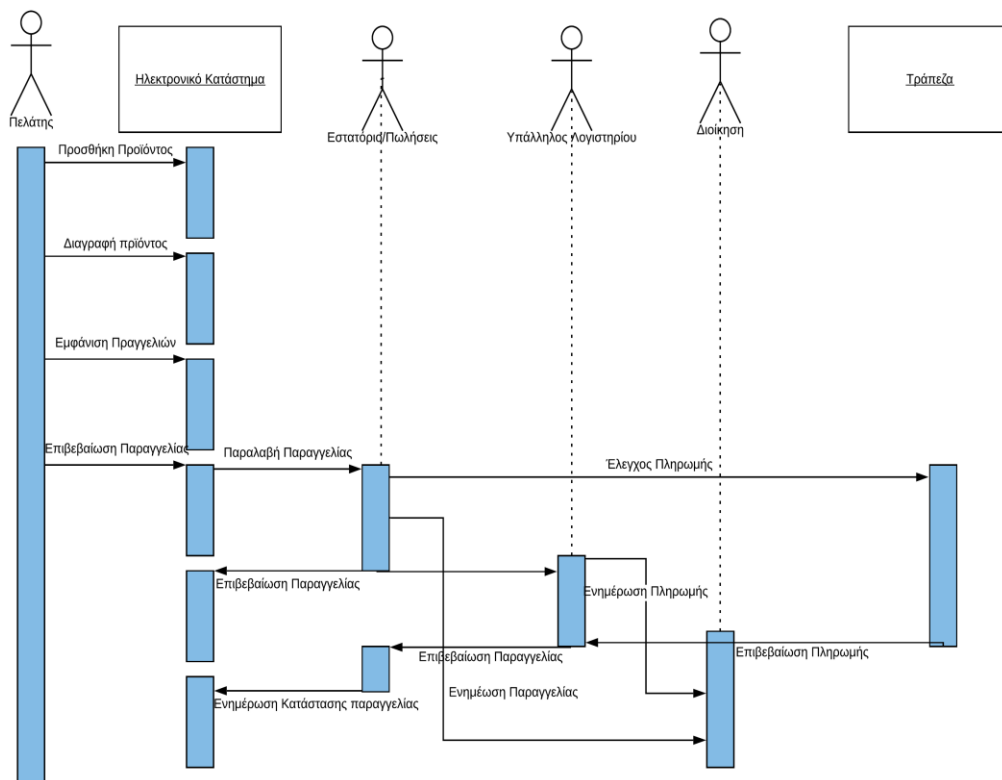 Ηλεκτρονικό Κατάστημα
Τράπεζα
Πελάτης
Εστατόρις/Πωλήσεις
Υπάλληλος Λογιστηρίου
Διοίκηση
Προσθήκη Προϊόντος
Διαγραφή πρϊόντος
Εμφάνιση Πραγγελιών
Επιβεβαίωση Παραγγελίας
Παραλαβή Παραγγελίας
Έλεγχος Πληρωμής
Επιβεβαίωση Παραγγελίας
Ενημέρωση Πληρωμής
Επιβεβαίωση Παραγγελίας
Επιβεβαίωση Πληρωμής
Ενημέωση Παραγγελίας
Ενημέρωση Κατάστασης παραγγελίας